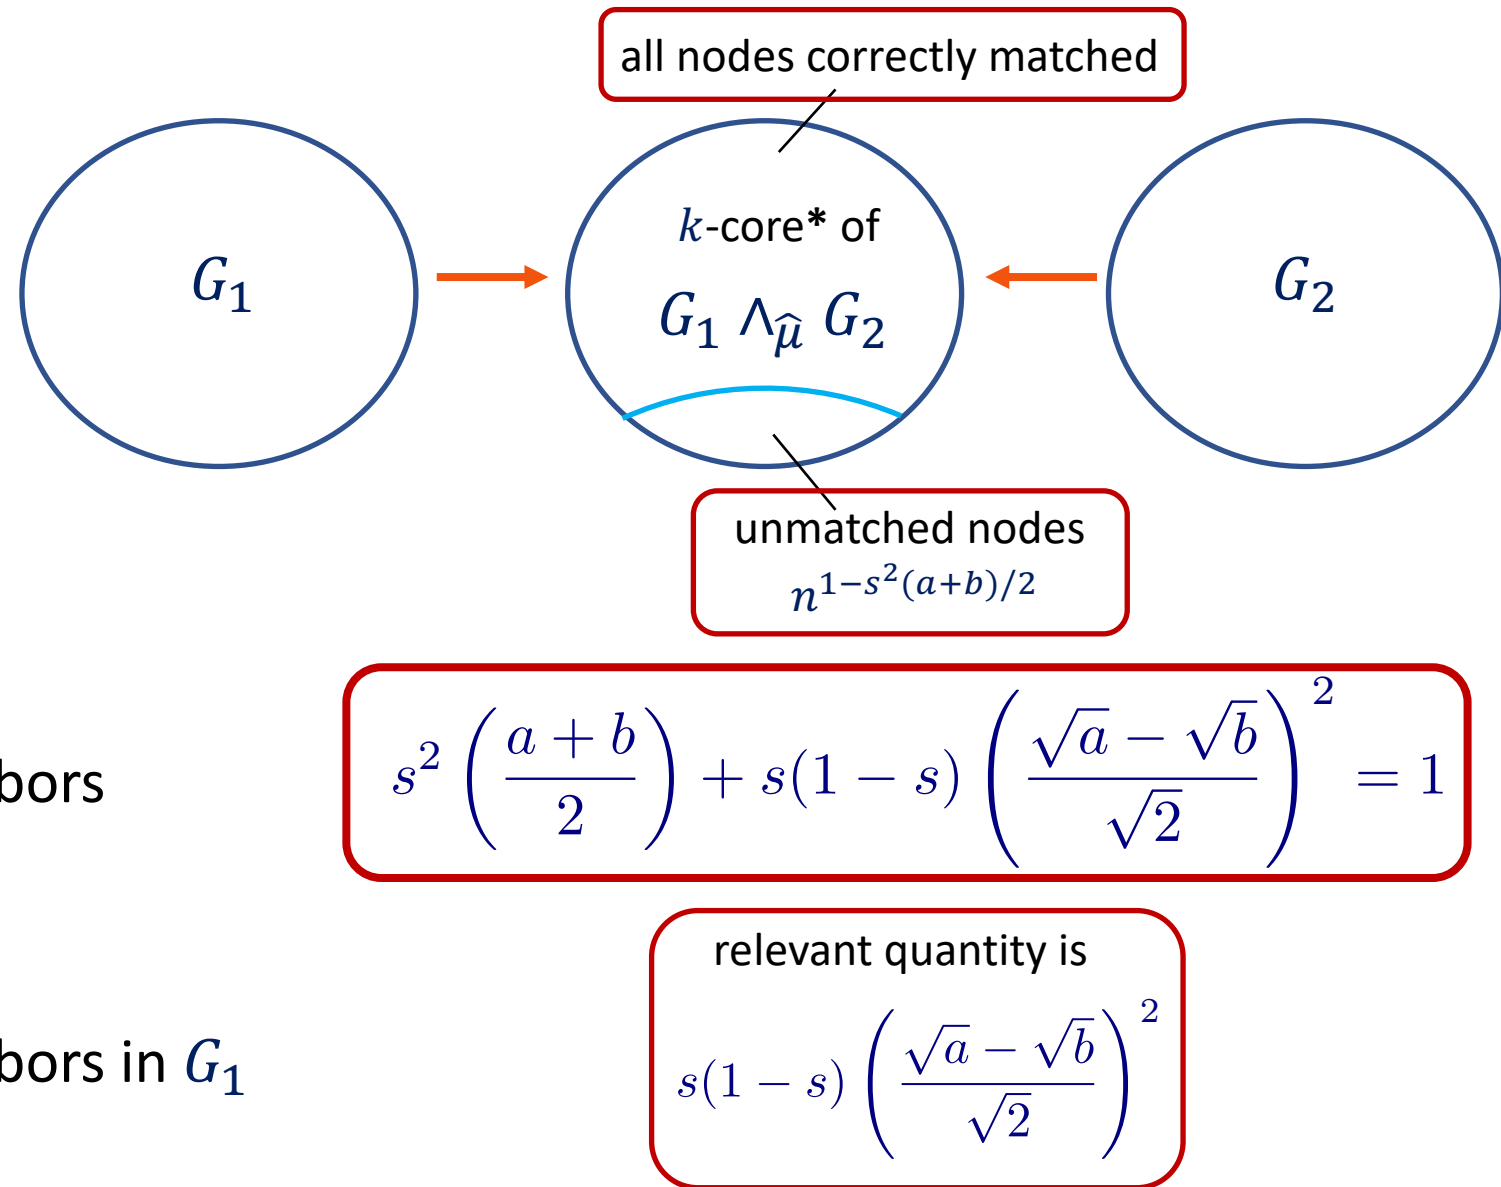 all nodes correctly matched
G₁
k-core* of
G₁ ∧_μ̂ G₂
G₂
unmatched nodes
n^{1−s²(a+b)/2}
bors
s² ((a + b)/2) + s(1 − s) ((√a − √b)/√2)² = 1
relevant quantity is
bors in G₁
s(1 − s) ((√a − √b)/√2)²